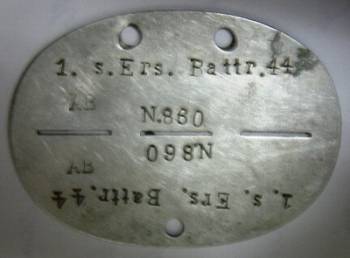 1. s. Ers. Battr. 44
AB
N.860
N.860
AB
1. s. Ers. Battr. 44